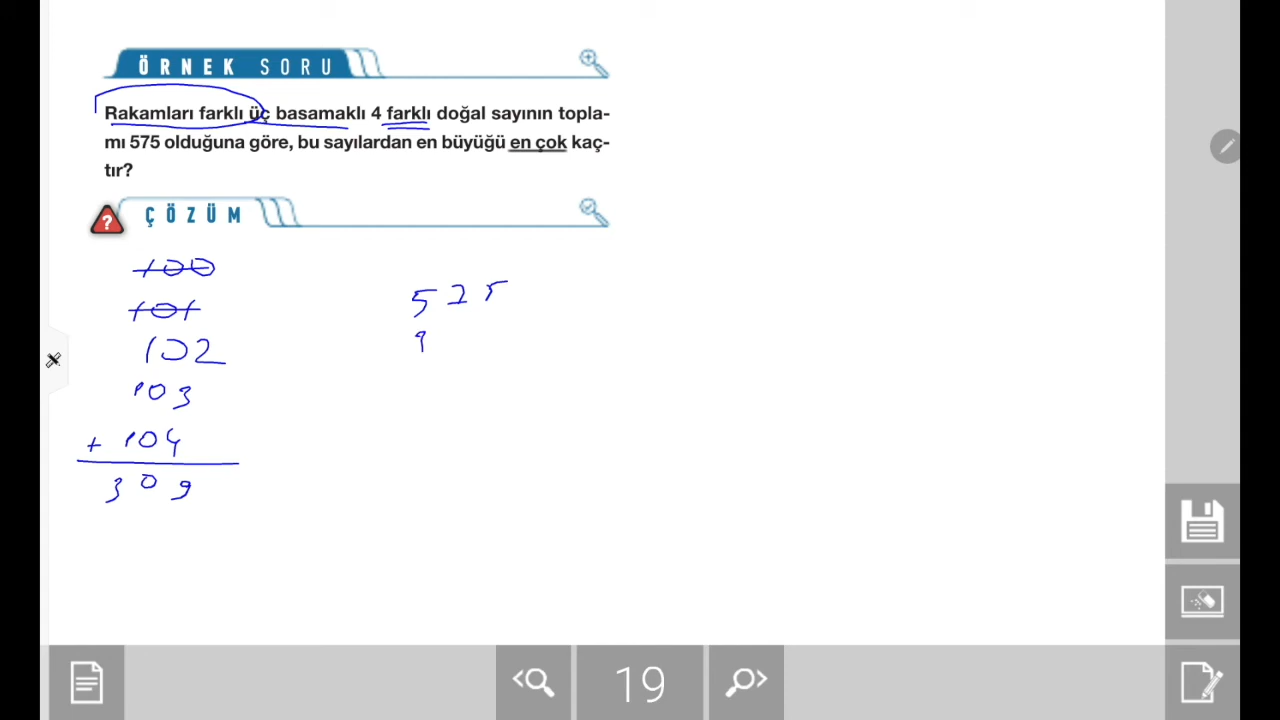 ÖRNEK SORU
Rakamları farklı üç basamaklı 4 farklı doğal sayının topla-
mı 575 olduğuna göre, bu sayılardan en büyüğü en çok kaç-
tır?
?
ÇÖZÜM
100
101
102
103
+ 104
309
525
9
19